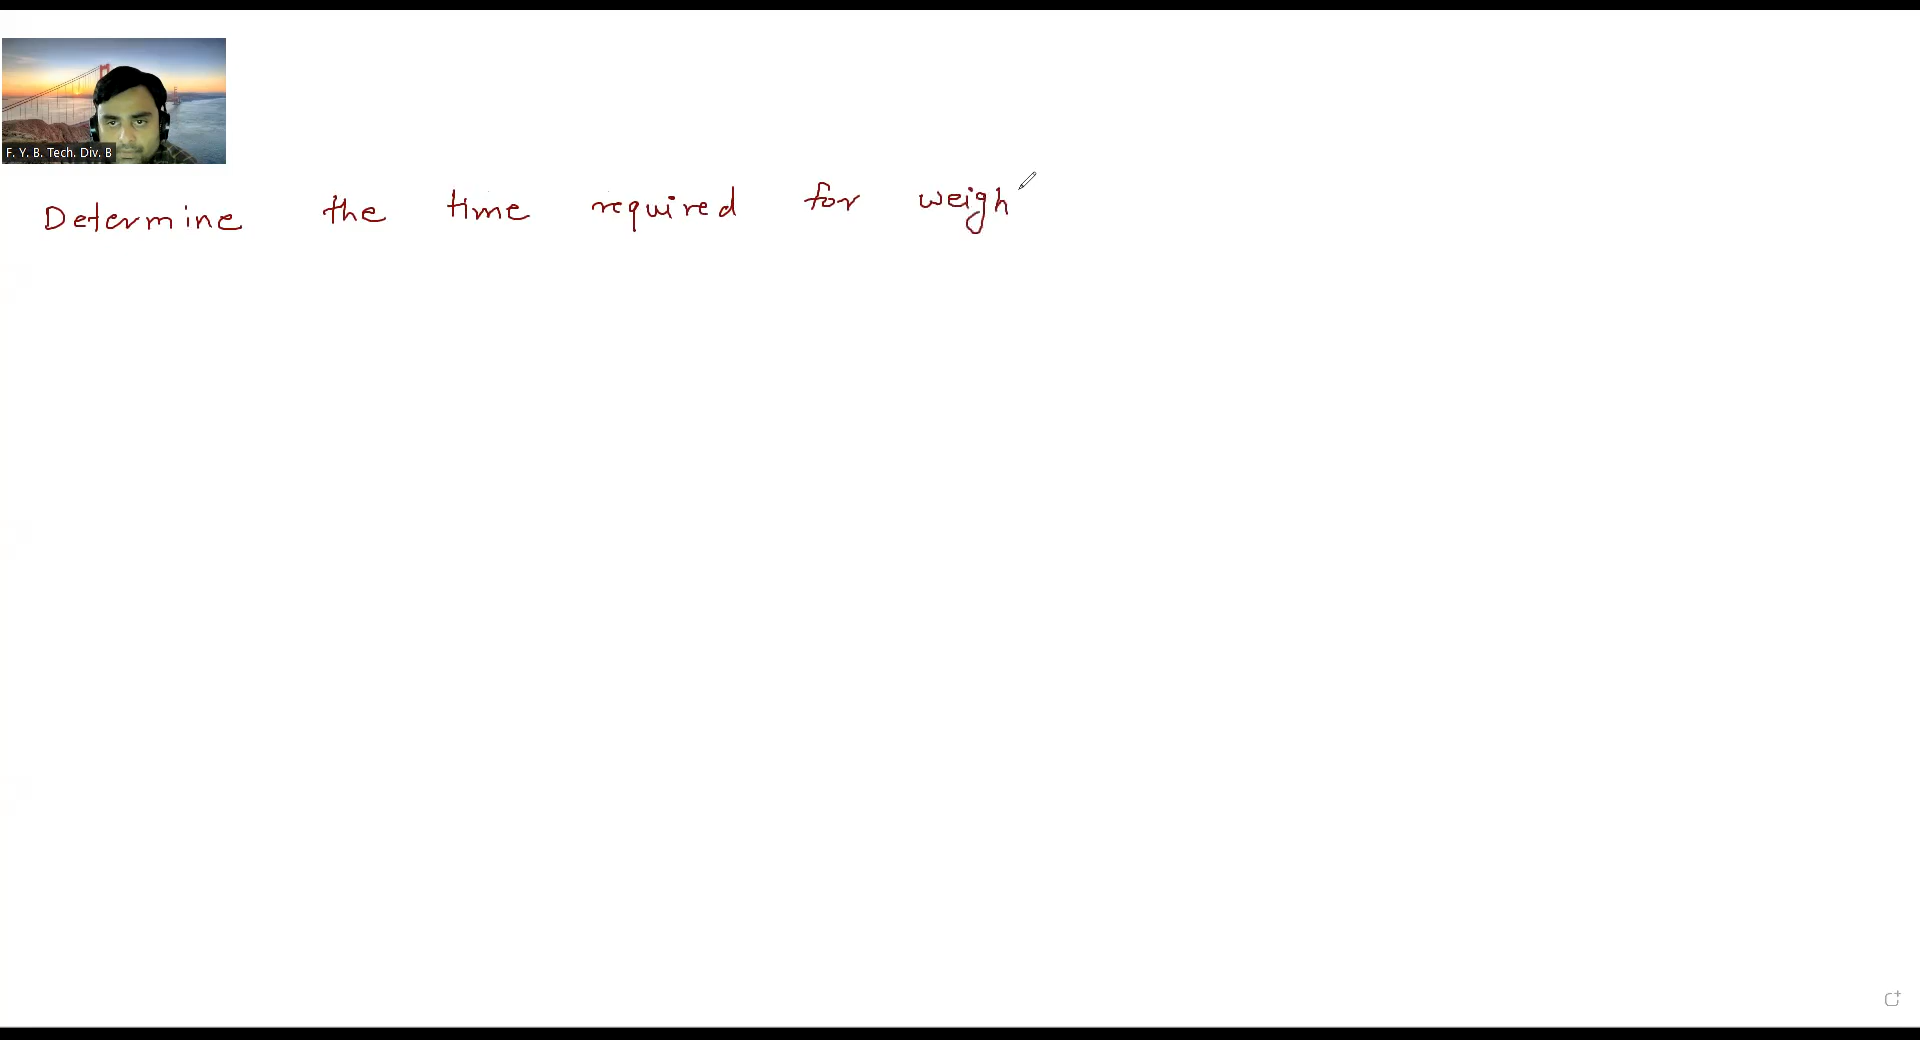 F. Y. B. Tech. Div. B
Determine the time required for weigh